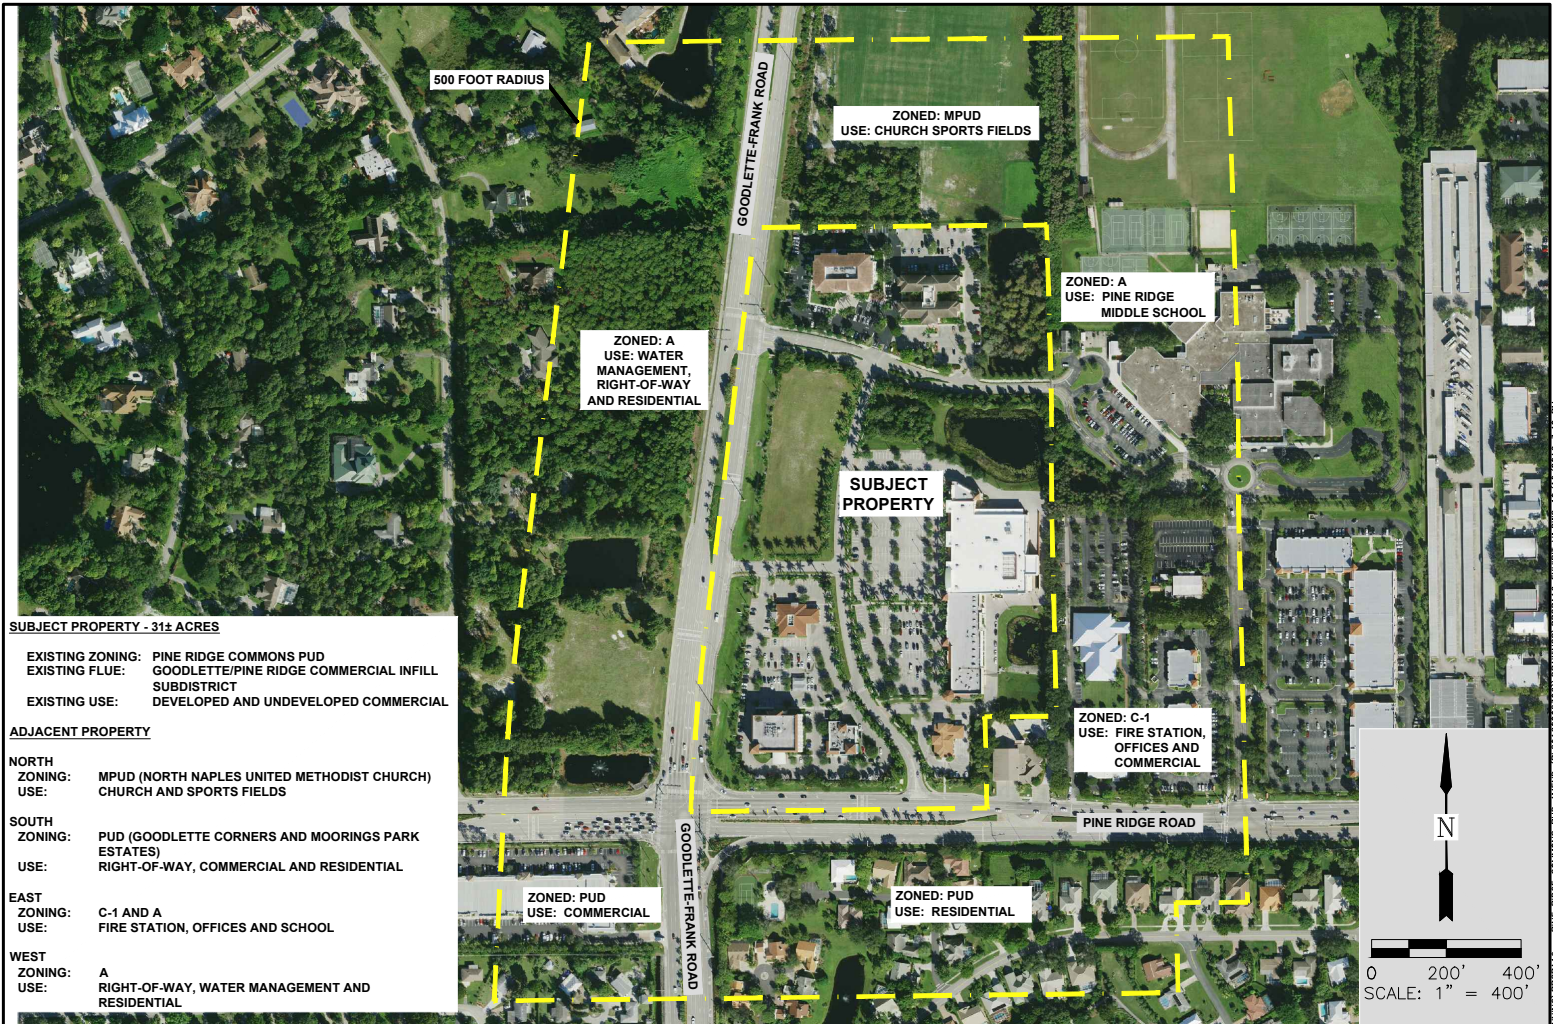 500 FOOT RADIUS
GOODLETTE-FRANK ROAD
ZONED: MPUD
USE: CHURCH SPORTS FIELDS
ZONED: A
USE: PINE RIDGE
MIDDLE SCHOOL
ZONED: A
USE: WATER
MANAGEMENT,
RIGHT-OF-WAY
AND RESIDENTIAL
SUBJECT
PROPERTY
SUBJECT PROPERTY - 31± ACRES
EXISTING ZONING: PINE RIDGE COMMONS PUD
EXISTING FLUE: GOODLETTE/PINE RIDGE COMMERCIAL INFILL
SUBDISTRICT
EXISTING USE: DEVELOPED AND UNDEVELOPED COMMERCIAL
ADJACENT PROPERTY
NORTH
ZONING: MPUD (NORTH NAPLES UNITED METHODIST CHURCH)
USE: CHURCH AND SPORTS FIELDS
SOUTH
ZONING: PUD (GOODLETTE CORNERS AND MOORINGS PARK
ESTATES)
USE: RIGHT-OF-WAY, COMMERCIAL AND RESIDENTIAL
EAST
ZONING: C-1 AND A
USE: FIRE STATION, OFFICES AND SCHOOL
WEST
ZONING: A
USE: RIGHT-OF-WAY, WATER MANAGEMENT AND
RESIDENTIAL
ZONED: C-1
USE: FIRE STATION,
OFFICES AND
COMMERCIAL
PINE RIDGE ROAD
GOODLETTE-FRANK ROAD
ZONED: PUD
USE: COMMERCIAL
ZONED: PUD
USE: RESIDENTIAL
N
0 200' 400'
SCALE: 1" = 400'